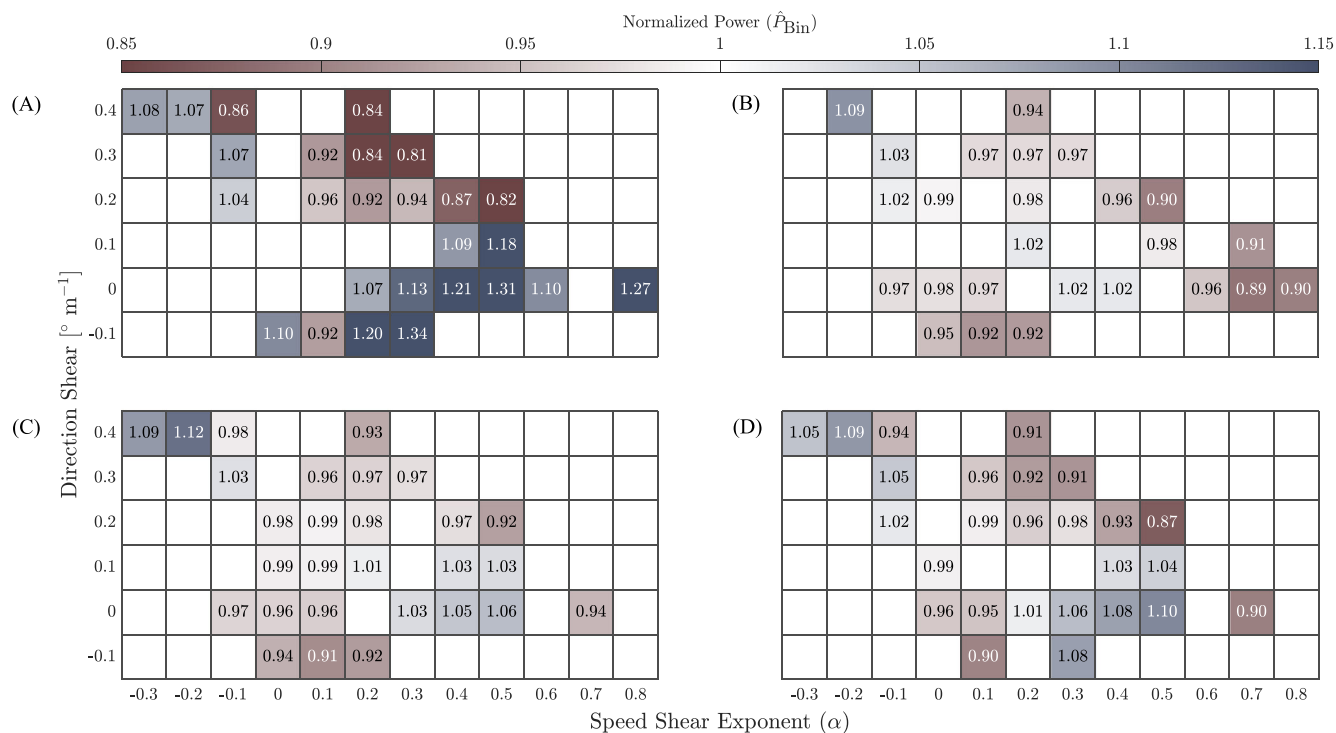 Normalized Power (P̂Bin)
0.85 0.9 0.95 1 1.05 1.1 1.15
(A) (B)
0.4 1.08 1.07 0.86 0.84 1.09 0.94
0.3 1.07 0.92 0.84 0.81 1.03 0.97 0.97 0.97
0.2 1.04 0.96 0.92 0.94 0.87 0.82 1.02 0.99 0.98 0.96 0.90
0.1 1.09 1.18 1.02 0.98 0.91
0 1.07 1.13 1.21 1.31 1.10 1.27 0.97 0.98 0.97 1.02 1.02 0.96 0.89 0.90
-0.1 1.10 0.92 1.20 1.34 0.95 0.92 0.92
Direction Shear [° m⁻¹]
(C) (D)
0.4 1.09 1.12 0.98 0.93 1.05 1.09 0.94 0.91
0.3 1.03 0.96 0.97 0.97 1.05 0.96 0.92 0.91
0.2 0.98 0.99 0.98 0.97 0.92 1.02 0.99 0.96 0.98 0.93 0.87
0.1 0.99 0.99 1.01 1.03 1.03 0.99 1.03 1.04
0 0.97 0.96 0.96 1.03 1.05 1.06 0.94 0.96 0.95 1.01 1.06 1.08 1.10 0.90
-0.1 0.94 0.91 0.92 0.90 1.08
-0.3 -0.2 -0.1 0 0.1 0.2 0.3 0.4 0.5 0.6 0.7 0.8 -0.3 -0.2 -0.1 0 0.1 0.2 0.3 0.4 0.5 0.6 0.7 0.8
Speed Shear Exponent (α)